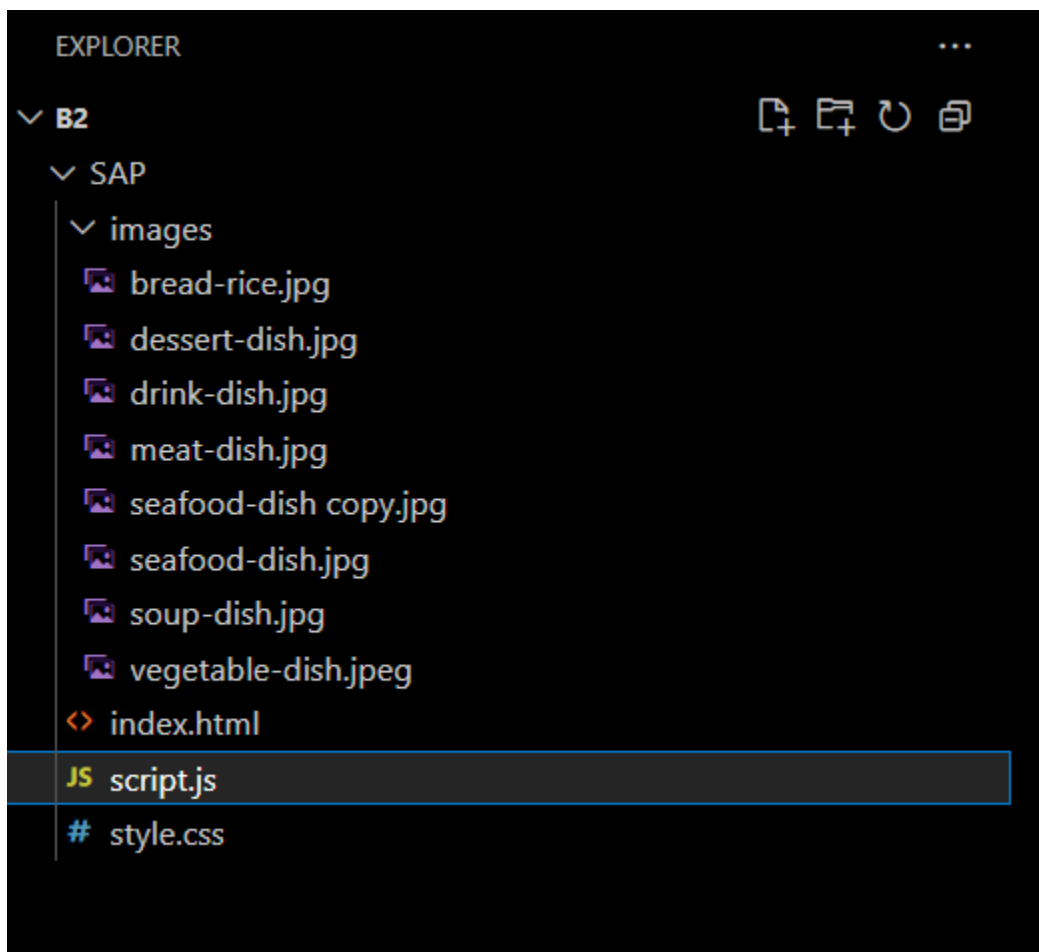 EXPLORER
B2
SAP
images
bread-rice.jpg
dessert-dish.jpg
drink-dish.jpg
meat-dish.jpg
seafood-dish copy.jpg
seafood-dish.jpg
soup-dish.jpg
vegetable-dish.jpeg
<> index.html
JS script.js
# style.css